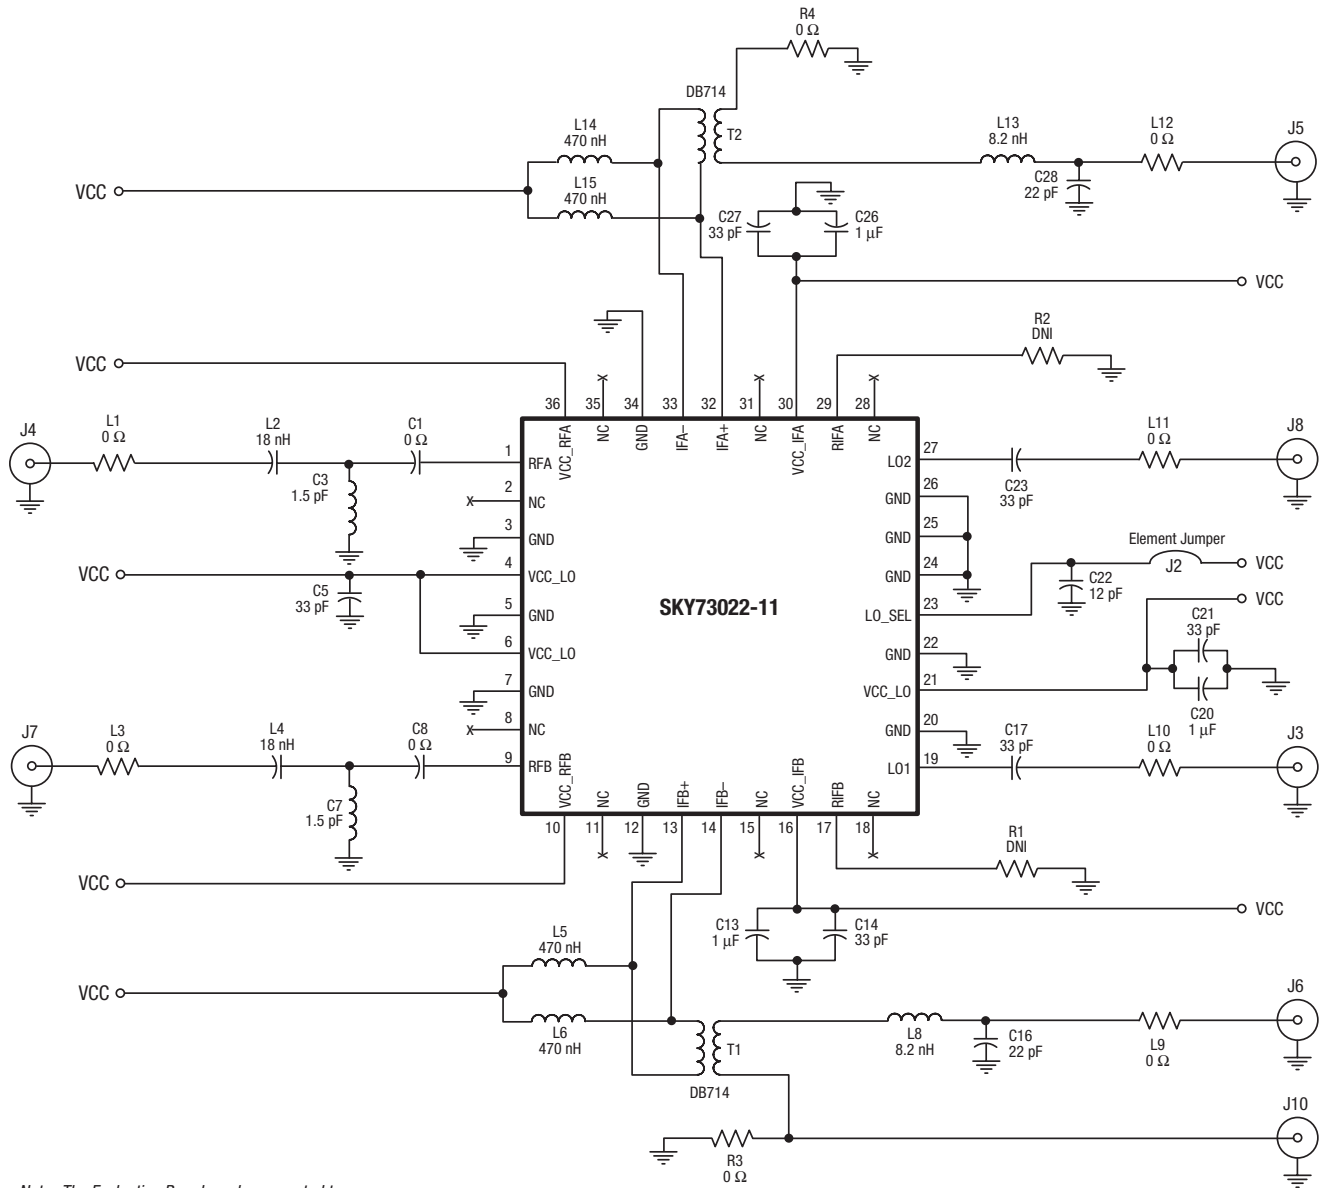 R4
0 Ω
DB714
T2
L14
470 nH
L15
470 nH
VCC
L13
8.2 nH
C28
22 pF
L12
0 Ω
J5
C27
33 pF
C26
1 μF
VCC
R2
DNI
VCC
36
35
34
33
32
31
30
29
28
VCC_RFA
NC
GND
IFA–
IFA+
NC
VCC_IFA
RIFA
NC
J4
L1
0 Ω
L2
18 nH
C1
0 Ω
C3
1.5 pF
1
RFA
2
NC
3
GND
VCC
C5
33 pF
4
VCC_LO
5
GND
6
VCC_LO
7
GND
8
NC
J7
L3
0 Ω
L4
18 nH
C8
0 Ω
C7
1.5 pF
9
RFB
SKY73022-11
27
LO2
C23
33 pF
L11
0 Ω
J8
26
GND
25
GND
24
GND
23
LO_SEL
C22
12 pF
Element Jumper
J2
VCC
VCC
22
GND
21
VCC_LO
C21
33 pF
C20
1 μF
20
GND
19
LO1
C17
33 pF
L10
0 Ω
J3
VCC_RFB
NC
GND
IFB+
IFB–
NC
VCC_IFB
RIFB
NC
10
11
12
13
14
15
16
17
18
R1
DNI
VCC
C13
1 μF
C14
33 pF
VCC
L5
470 nH
VCC
L6
470 nH
T1
DB714
L8
8.2 nH
C16
22 pF
L9
0 Ω
J6
R3
0 Ω
J10